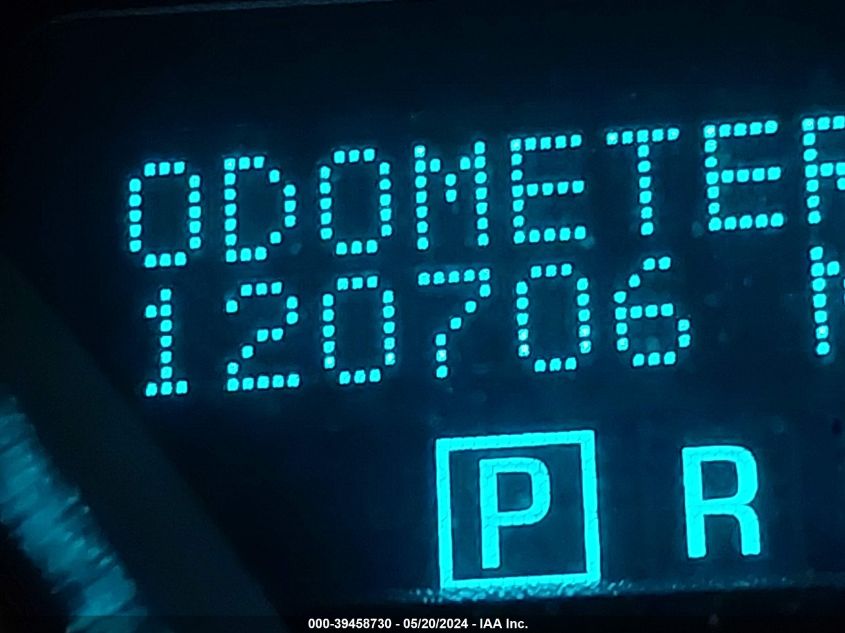 ODOMETER
120706 M
P R
000-39458730 - 05/20/2024 - IAA Inc.